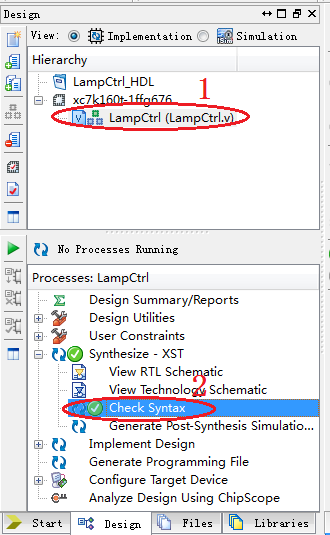 Design
View: Implementation Simulation
Hierarchy
1
LampCtrl_HDL
xc7k160t-1ffg676
V LampCtrl (LampCtrl.v)
No Processes Running
Processes: LampCtrl
Σ Design Summary/Reports
Design Utilities
User Constraints
Synthesize - XST
View RTL Schematic
View Technology Schematic
2
Check Syntax
Generate Post-Synthesis Simulatio...
Implement Design
Generate Programming File
Configure Target Device
Analyze Design Using ChipScope
Start Design Files Libraries